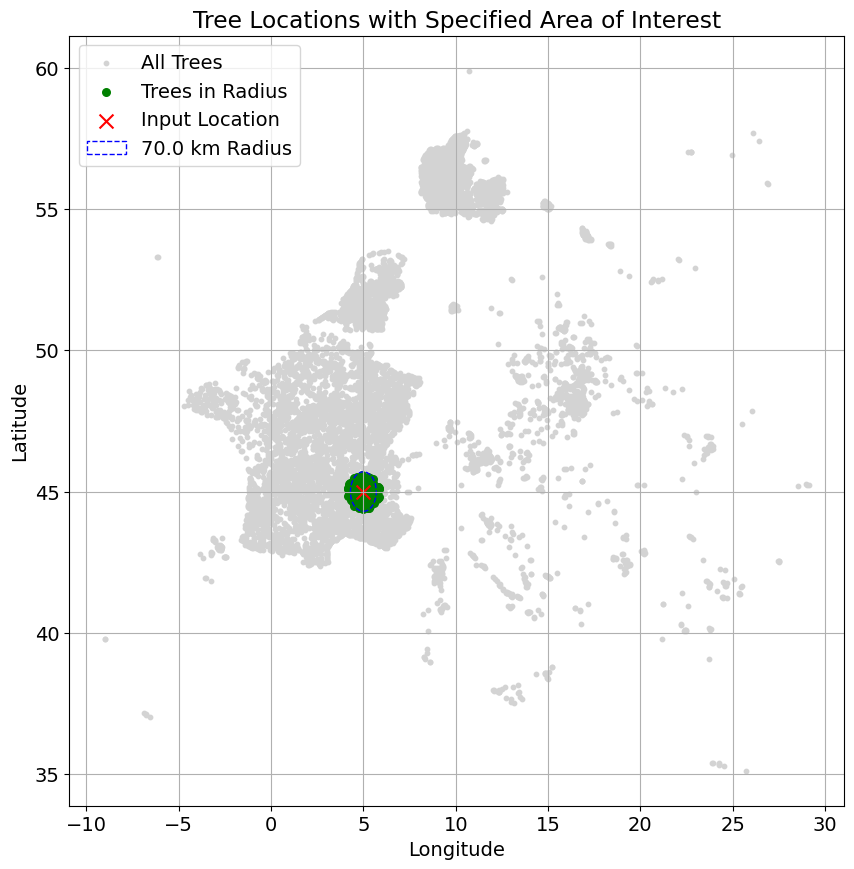 Tree Locations with Specified Area of Interest
All Trees
Trees in Radius
Input Location
70.0 km Radius
60
55
50
45
40
35
Latitude
−10 −5 0 5 10 15 20 25 30
Longitude